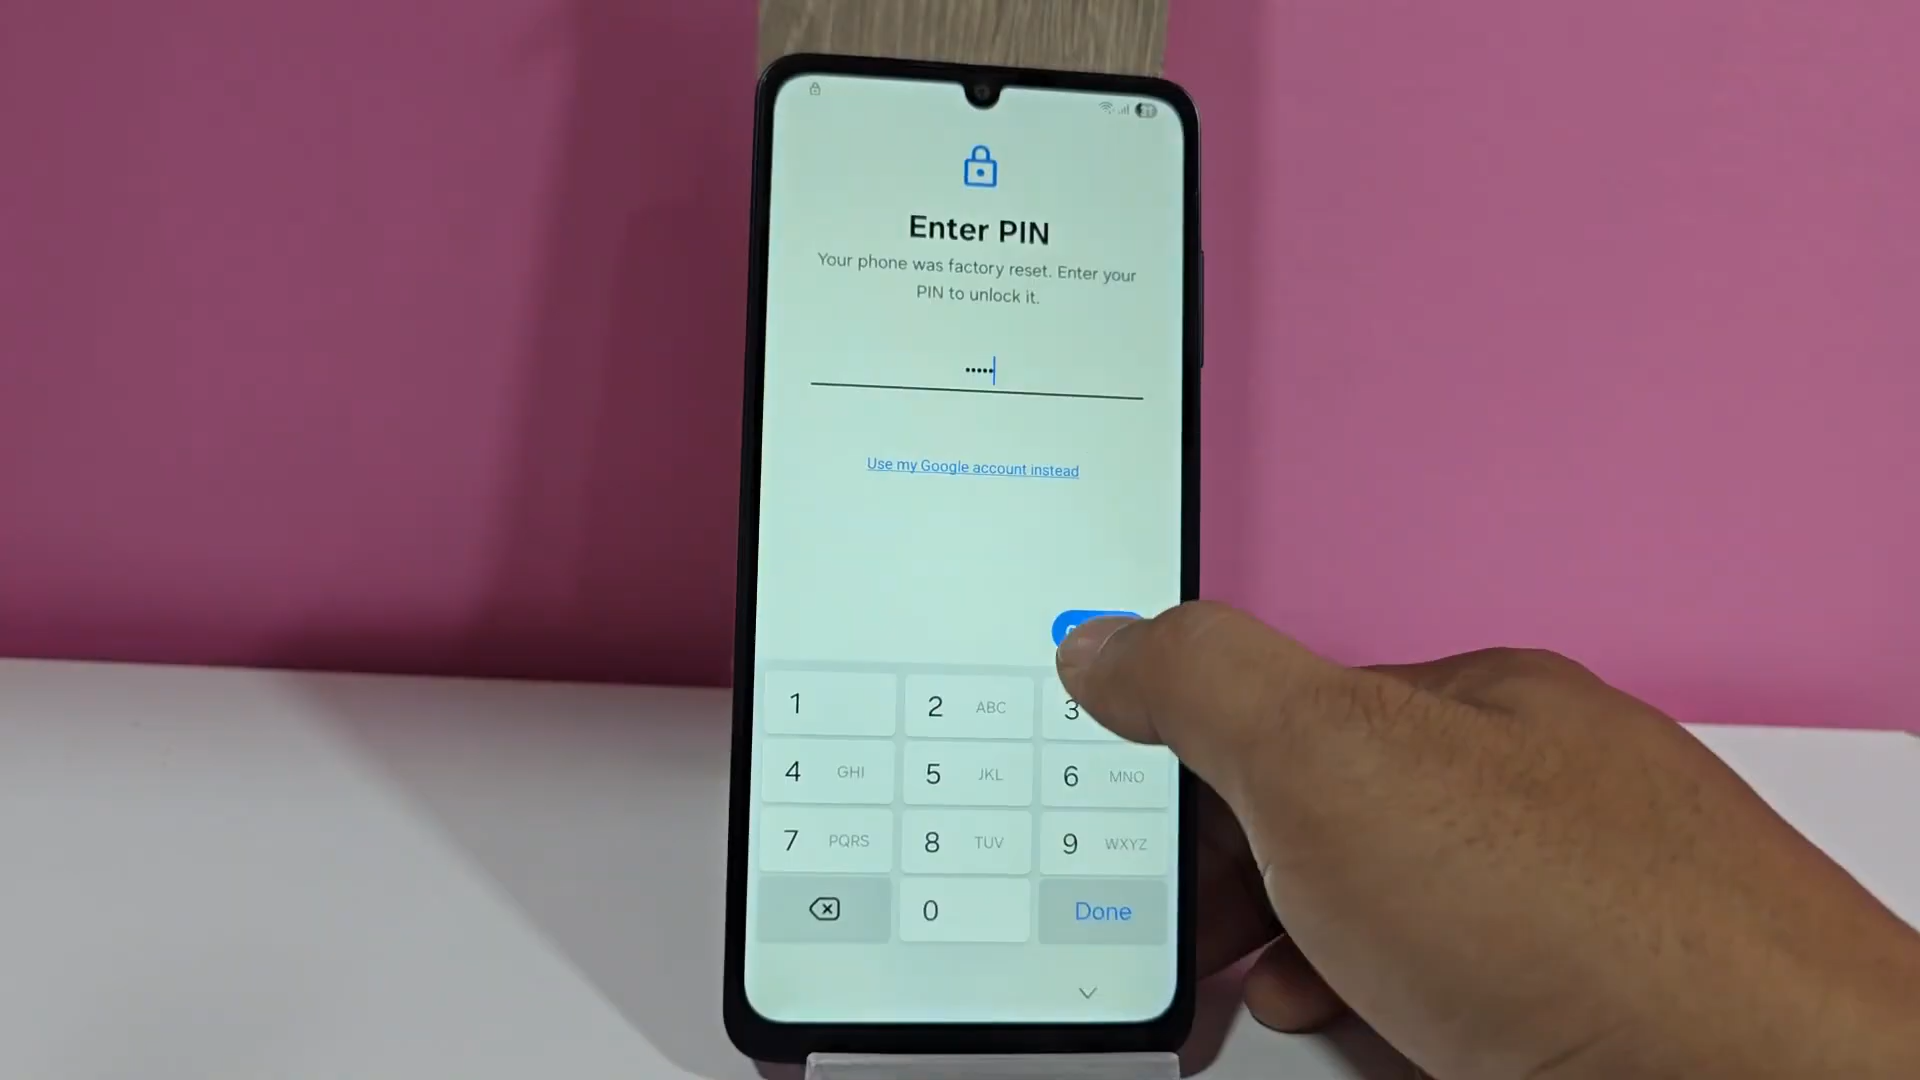 Enter PIN
Your phone was factory reset. Enter your
PIN to unlock it.
Use my Google account instead
1
2 ABC
3
4 GHI
5 JKL
6 MNO
7 PQRS
8 TUV
9 WXYZ
0
Done